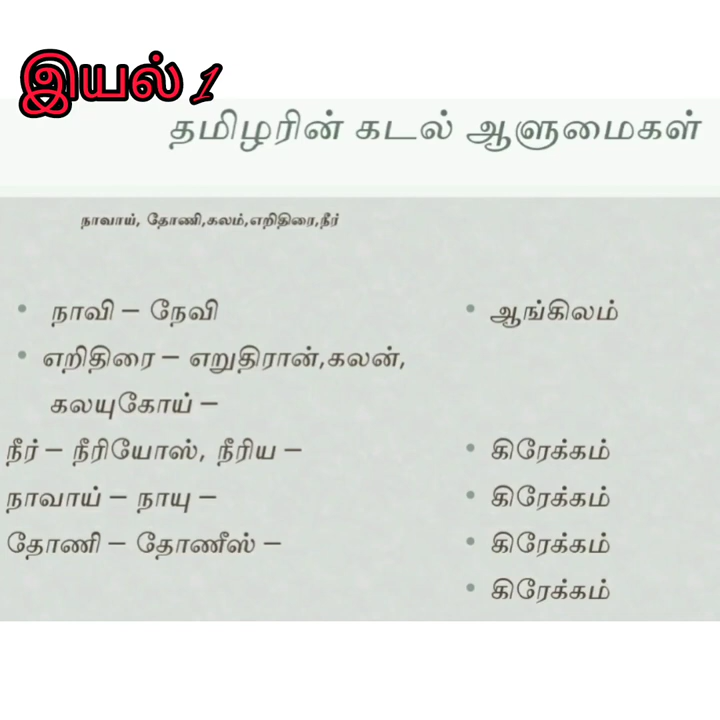 இயல் 1
தமிழரின் கடல் ஆளுமைகள்
நாவாய், தோணி,கலம்,எறிதிரை,நீர்
• நாவி – நேவி
• ஆங்கிலம்
• எறிதிரை – எறுதிரான்,கலன்,
கலயுகோய் –
நீர் – நீரியோஸ், நீரிய –
• கிரேக்கம்
நாவாய் – நாயு –
• கிரேக்கம்
தோணி – தோணீஸ் –
• கிரேக்கம்
• கிரேக்கம்